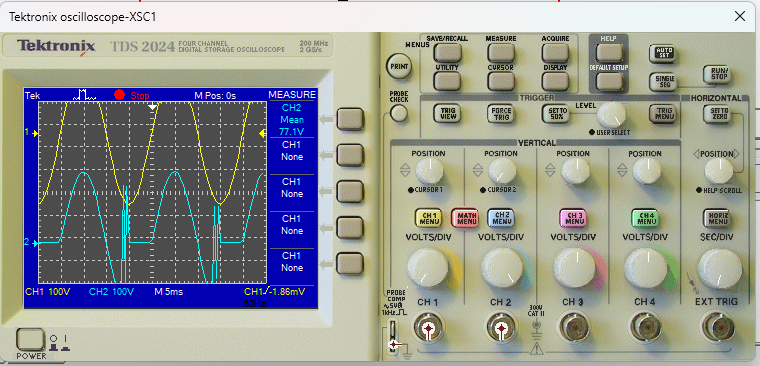 Tektronix oscilloscope-XSC1
Tektronix TDS 2024 FOUR CHANNEL DIGITAL STORAGE OSCILLOSCOPE 200 MHz 2 GS/s
MENUS
SAVE/RECALL MEASURE ACQUIRE HELP
PRINT
UTILITY CURSOR DISPLAY DEFAULT SETUP
AUTO SET
SINGLE SEQ
RUN/STOP
Tek Stop M Pos: 0s MEASURE
CH2
Mean
77.1V
CH1
None
CH1
None
CH1
None
CH1
None
1
2
CH1 100V CH2 100V M 5ms CH1 -1.86mV
PROBE CHECK
TRIGGER
TRIG VIEW
FORCE TRIG
SET TO 50%
LEVEL
USER SELECT
TRIG MENU
HORIZONTAL
SET TO ZERO
VERTICAL
POSITION POSITION POSITION POSITION POSITION
CURSOR 1 CURSOR 2 HELP SCROLL
CH 1 MENU
MATH MENU
CH 2 MENU
CH 3 MENU
CH 4 MENU
HORIZ MENU
VOLTS/DIV VOLTS/DIV VOLTS/DIV VOLTS/DIV SEC/DIV
PROBE COMP
~5V
1kHz
CH 1 CH 2 300V CAT II CH 3 CH 4 EXT TRIG
POWER